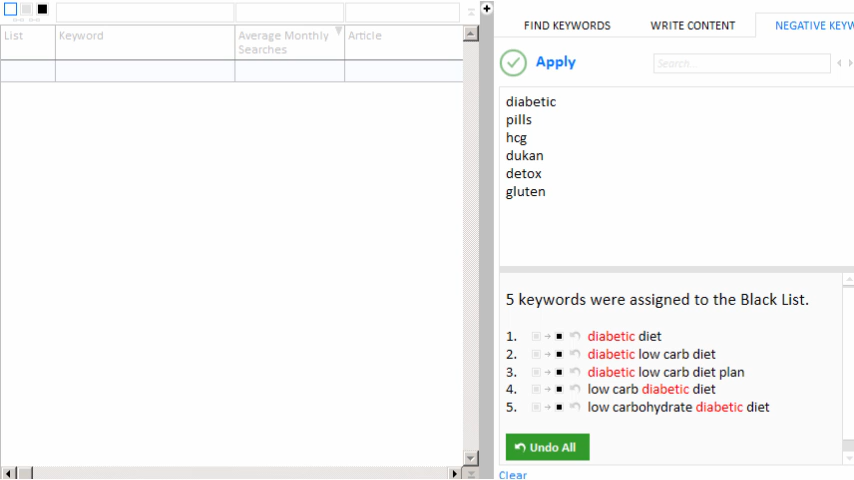 List
Keyword
Average Monthly
Searches
Article
FIND KEYWORDS
WRITE CONTENT
NEGATIVE KEYW
Apply
Search...
diabetic
pills
hcg
dukan
detox
gluten
5 keywords were assigned to the Black List.
1. diabetic diet
2. diabetic low carb diet
3. diabetic low carb diet plan
4. low carb diabetic diet
5. low carbohydrate diabetic diet
Undo All
Clear